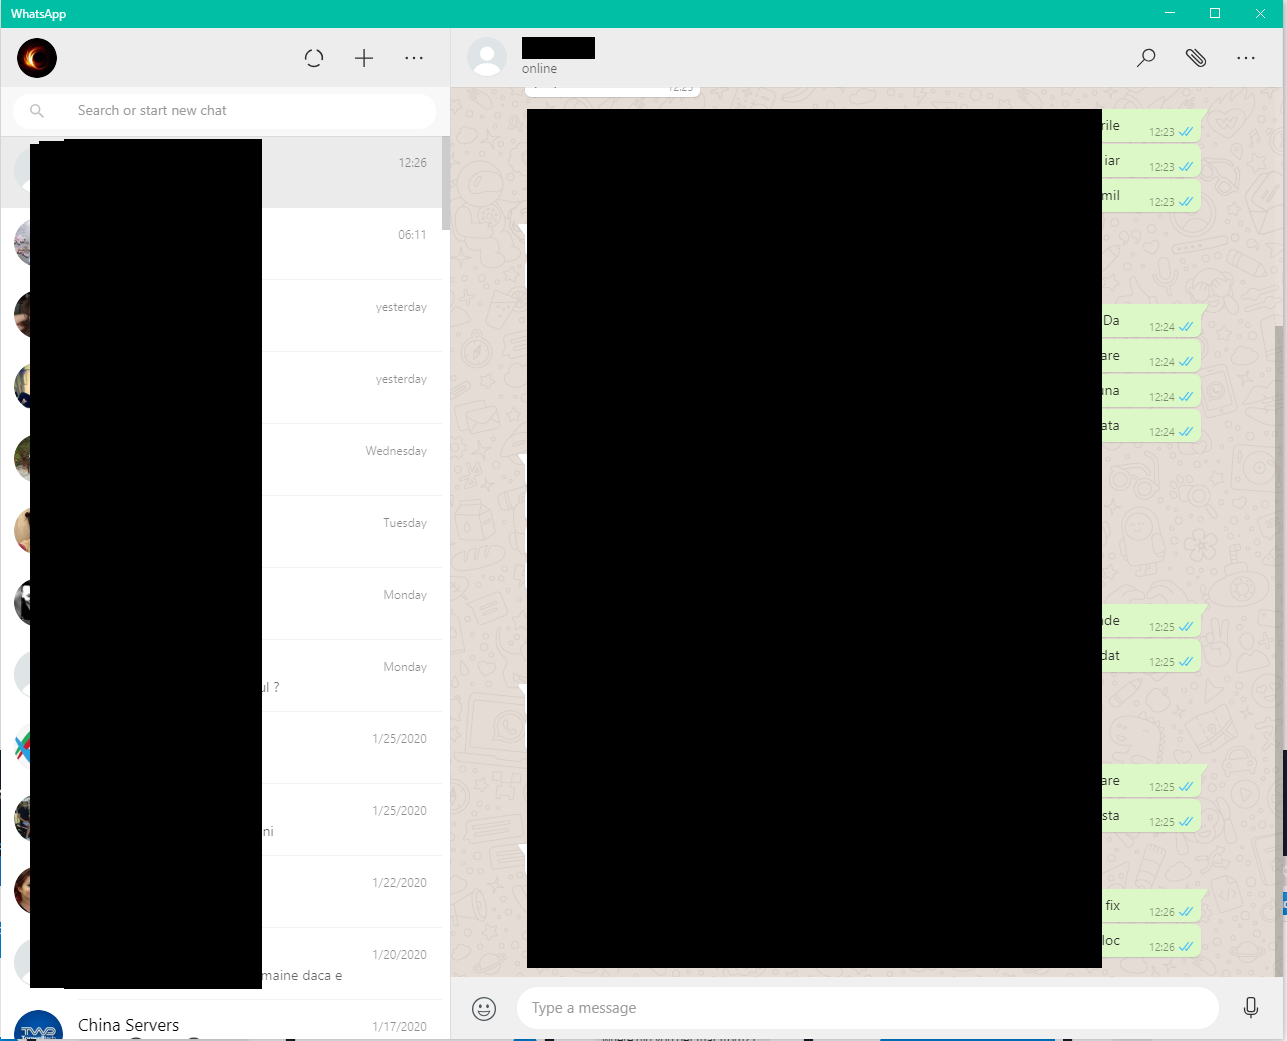 WhatsApp
online
Search or start new chat
12:26
06:11
yesterday
yesterday
Wednesday
Tuesday
Monday
Monday
ul ?
1/25/2020
1/25/2020
ni
1/22/2020
1/20/2020
maine daca e
China Servers
1/17/2020
12:23
rile 12:23
iar 12:23
mil 12:23
Da 12:24
are 12:24
una 12:24
ata 12:24
nde 12:25
dat 12:25
are 12:25
sta 12:25
fix 12:26
loc 12:26
Type a message